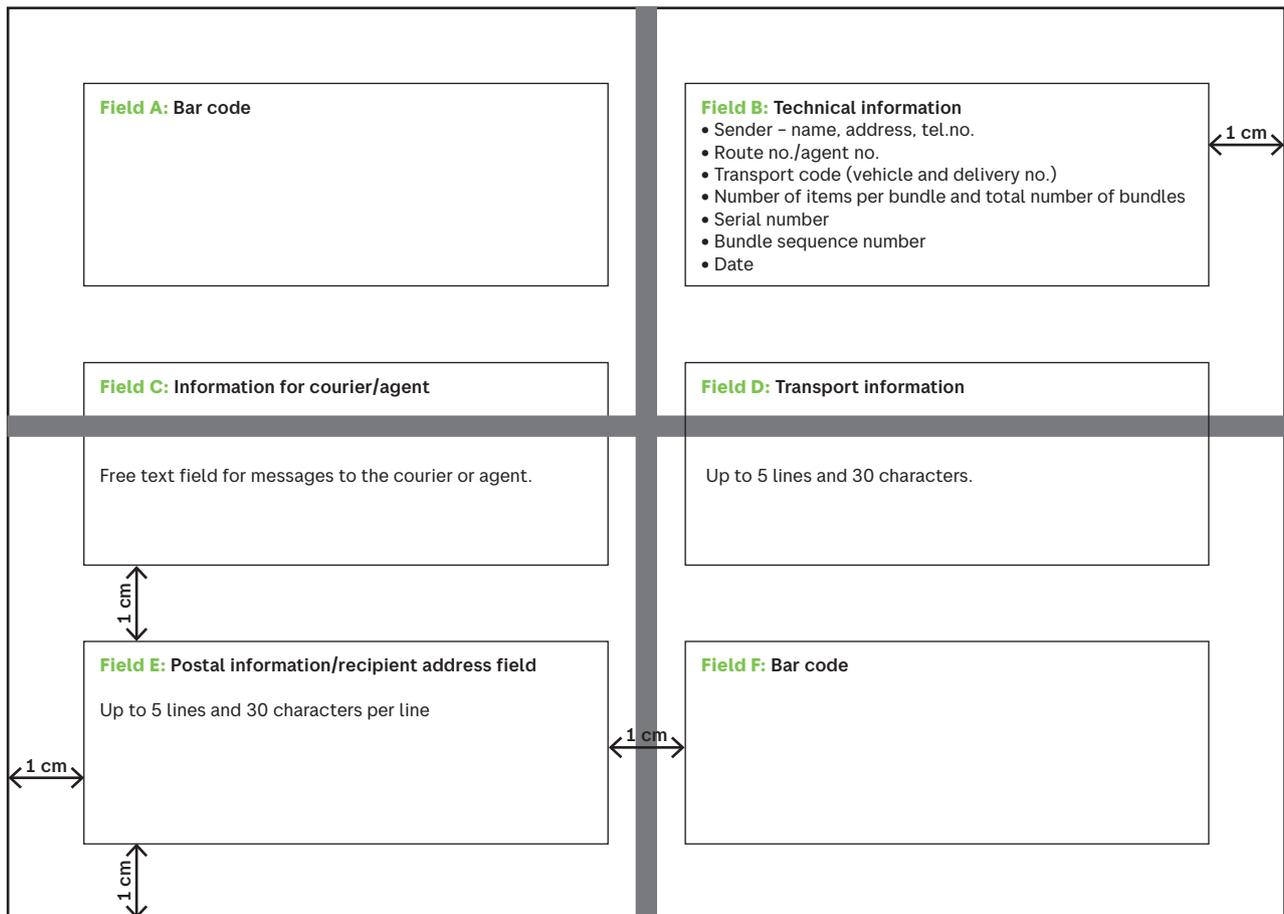 Field A: Bar code
Field B: Technical information
• Sender – name, address, tel.no.
• Route no./agent no.
• Transport code (vehicle and delivery no.)
• Number of items per bundle and total number of bundles
• Serial number
• Bundle sequence number
• Date
1 cm
Field C: Information for courier/agent
Free text field for messages to the courier or agent.
Field D: Transport information
Up to 5 lines and 30 characters.
1 cm
Field E: Postal information/recipient address field
Up to 5 lines and 30 characters per line
Field F: Bar code
1 cm
1 cm
1 cm